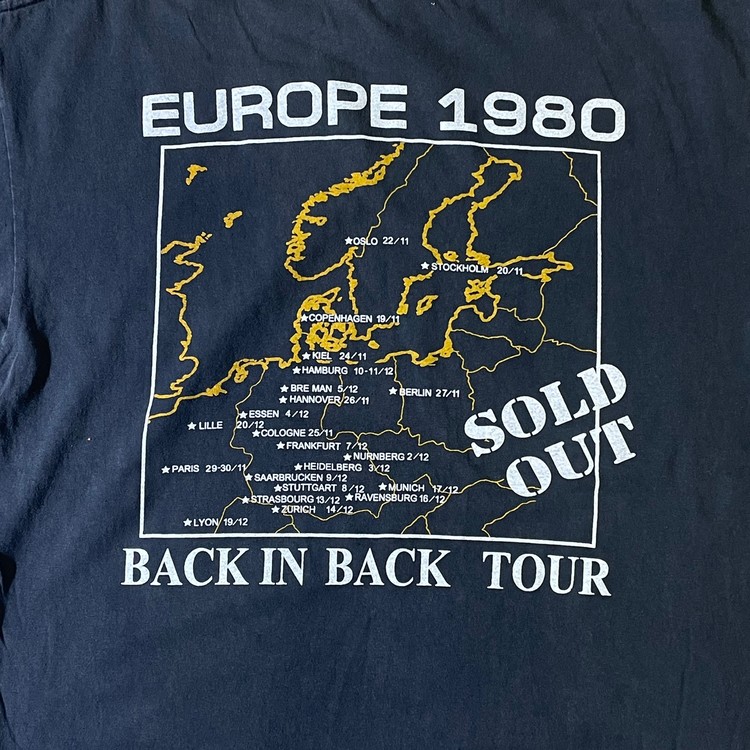 EUROPE 1980
OSLO 22/11
STOCKHOLM 20/11
COPENHAGEN 19/11
KIEL 24/11
HAMBURG 10-11/12
BRE MAN 5/12
BERLIN 27/11
HANNOVER 26/11
ESSEN 4/12
LILLE 20/12
COLOGNE 25/11
FRANKFURT 7/12
NURNBERG 2/12
PARIS 29-30/11
HEIDELBERG 3/12
SAARBRUCKEN 9/12
STUTTGART 8/12
MUNICH 17/12
STRASBOURG 13/12
RAVENSBURG 16/12
ZURICH 14/12
LYON 19/12
SOLD
OUT
BACK IN BACK TOUR